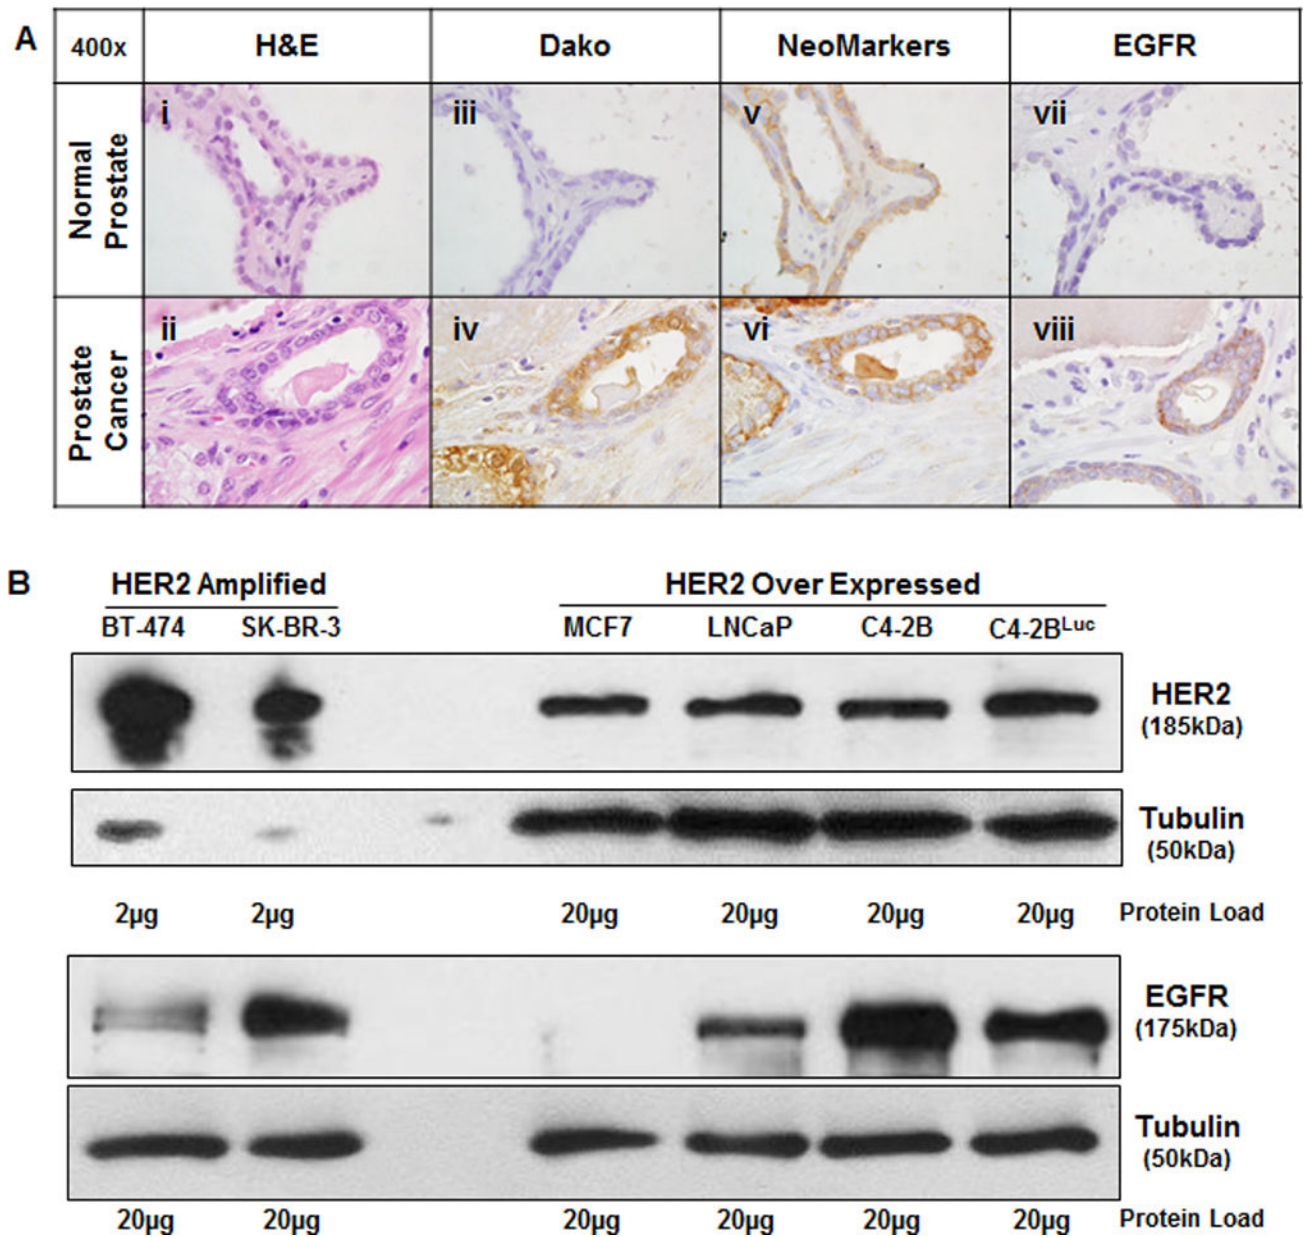 A
400x H&E Dako NeoMarkers EGFR
Normal
Prostate
i iii v vii
Prostate
Cancer
ii iv vi viii
B
HER2 Amplified HER2 Over Expressed
BT-474 SK-BR-3 MCF7 LNCaP C4-2B C4-2BLuc
HER2
(185kDa)
Tubulin
(50kDa)
2µg 2µg 20µg 20µg 20µg 20µg Protein Load
EGFR
(175kDa)
Tubulin
(50kDa)
20µg 20µg 20µg 20µg 20µg 20µg Protein Load